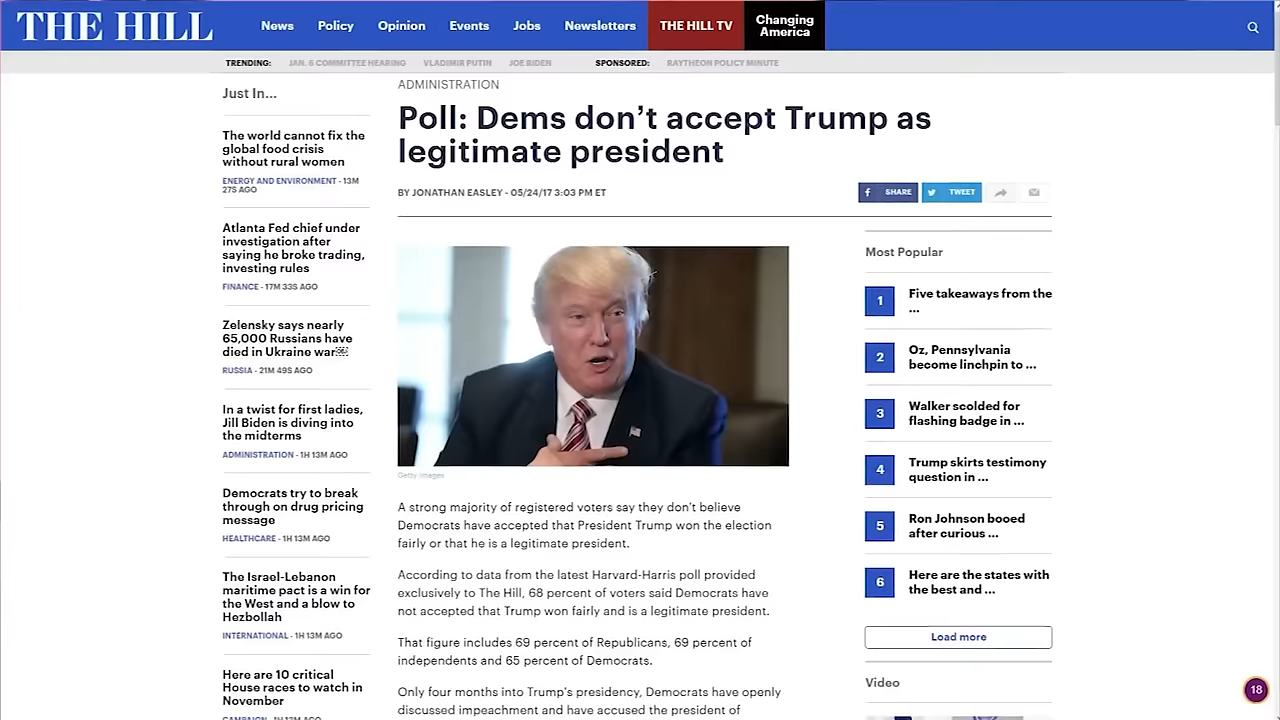 THE HILL
News Policy Opinion Events Jobs Newsletters THE HILL TV Changing
America
TRENDING: JAN. 6 COMMITTEE HEARING VLADIMIR PUTIN JOE BIDEN SPONSORED: RAYTHEON POLICY MINUTE
Just In...
The world cannot fix the
global food crisis
without rural women
ENERGY AND ENVIRONMENT - 13M
27S AGO
Atlanta Fed chief under
investigation after
saying he broke trading,
investing rules
FINANCE - 17M 33S AGO
Zelensky says nearly
65,000 Russians have
died in Ukraine war
RUSSIA - 21M 49S AGO
In a twist for first ladies,
Jill Biden is diving into
the midterms
ADMINISTRATION - 1H 13M AGO
Democrats try to break
through on drug pricing
message
HEALTHCARE - 1H 13M AGO
The Israel-Lebanon
maritime pact is a win for
the West and a blow to
Hezbollah
INTERNATIONAL - 1H 13M AGO
Here are 10 critical
House races to watch in
November
CAMPAIGN - 1H 13M AGO
ADMINISTRATION
Poll: Dems don't accept Trump as
legitimate president
BY JONATHAN EASLEY - 05/24/17 3:03 PM ET
SHARE TWEET
Getty Images
A strong majority of registered voters say they don't believe
Democrats have accepted that President Trump won the election
fairly or that he is a legitimate president.
According to data from the latest Harvard-Harris poll provided
exclusively to The Hill, 68 percent of voters said Democrats have
not accepted that Trump won fairly and is a legitimate president.
That figure includes 69 percent of Republicans, 69 percent of
independents and 65 percent of Democrats.
Only four months into Trump's presidency, Democrats have openly
discussed impeachment and have accused the president of
Most Popular
1 Five takeaways from the
...
2 Oz, Pennsylvania
become linchpin to ...
3 Walker scolded for
flashing badge in ...
4 Trump skirts testimony
question in ...
5 Ron Johnson booed
after curious ...
6 Here are the states with
the best and ...
Load more
Video
18